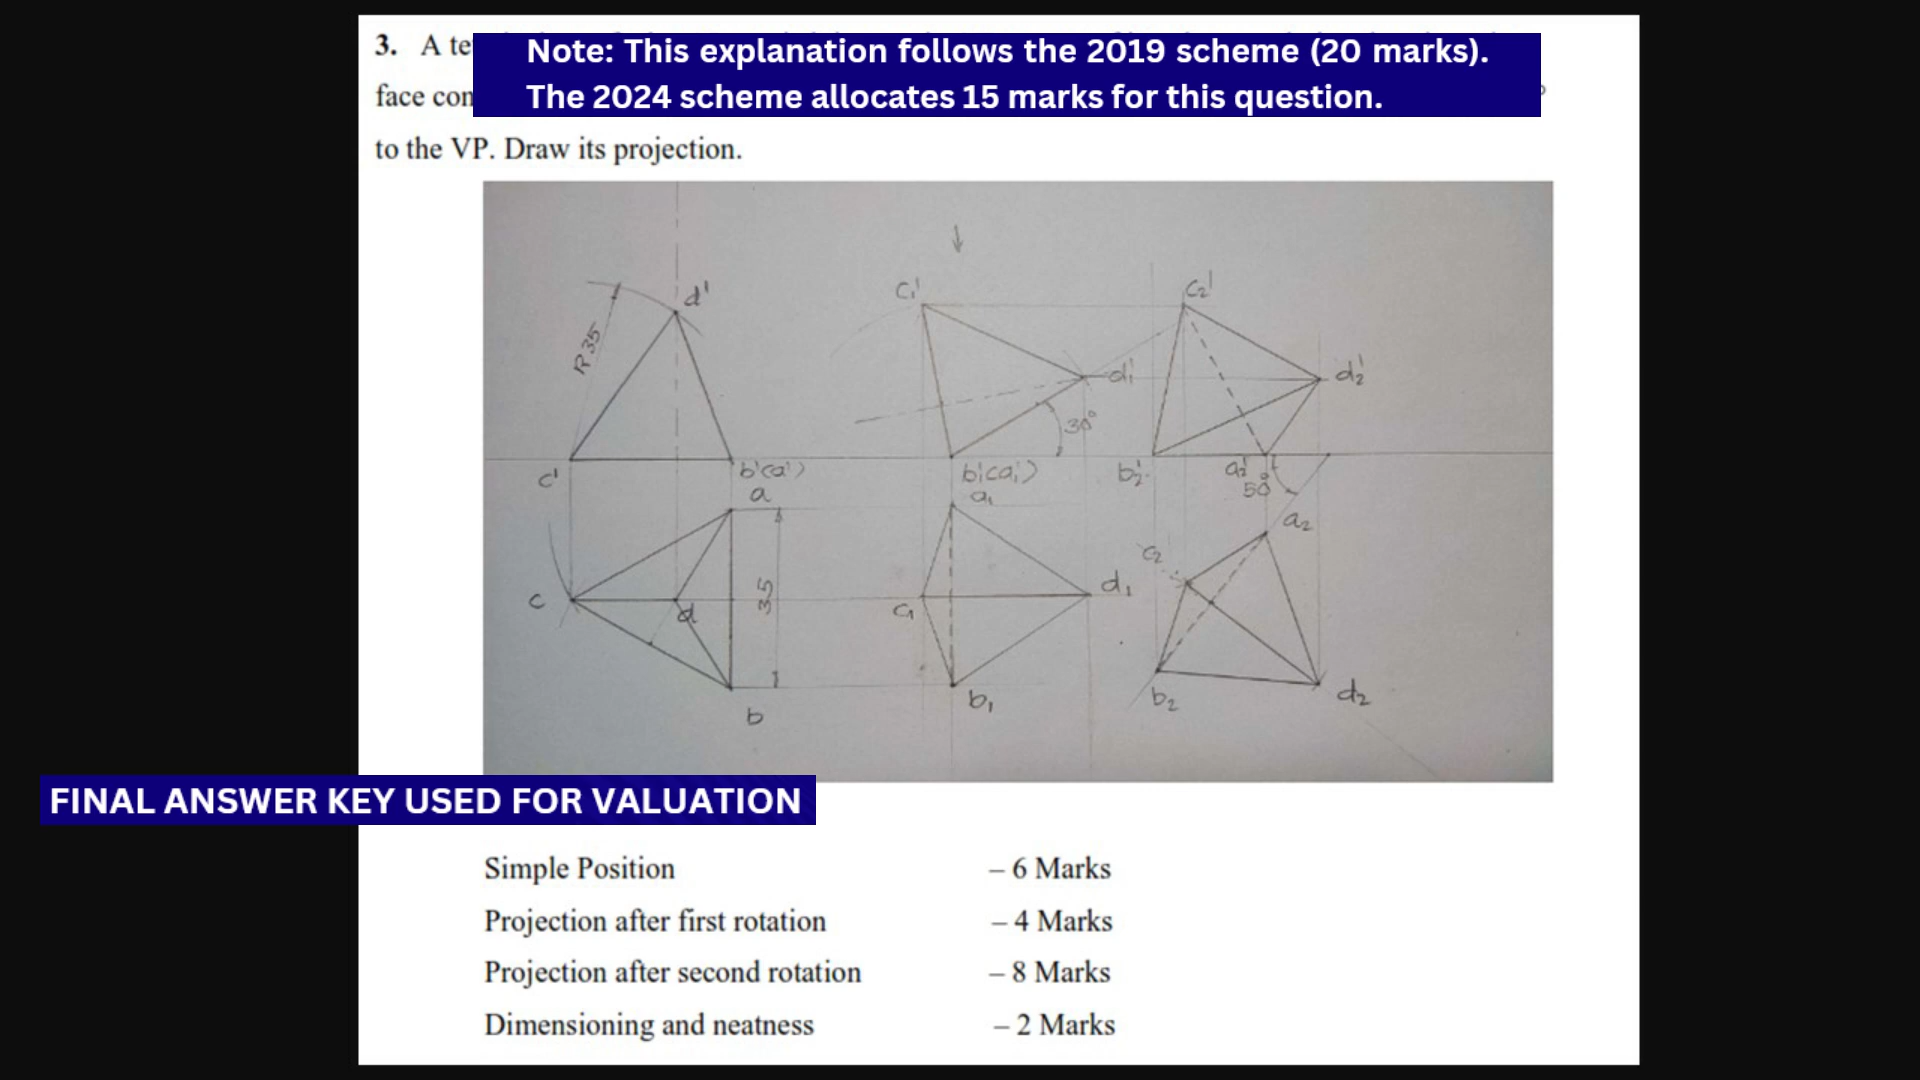 3. A te
Note: This explanation follows the 2019 scheme (20 marks).
face con
The 2024 scheme allocates 15 marks for this question.
to the VP. Draw its projection.
d'
R35
c'
b'(a')
a
c
d
35
b
c₁'
d₁'
30°
b₁'(a₁')
a₁
c₁
d₁
b₁
c₂'
d₂'
b₂'
a₂'
50°
a₂
c₂
b₂
d₂
FINAL ANSWER KEY USED FOR VALUATION
Simple Position – 6 Marks
Projection after first rotation – 4 Marks
Projection after second rotation – 8 Marks
Dimensioning and neatness – 2 Marks